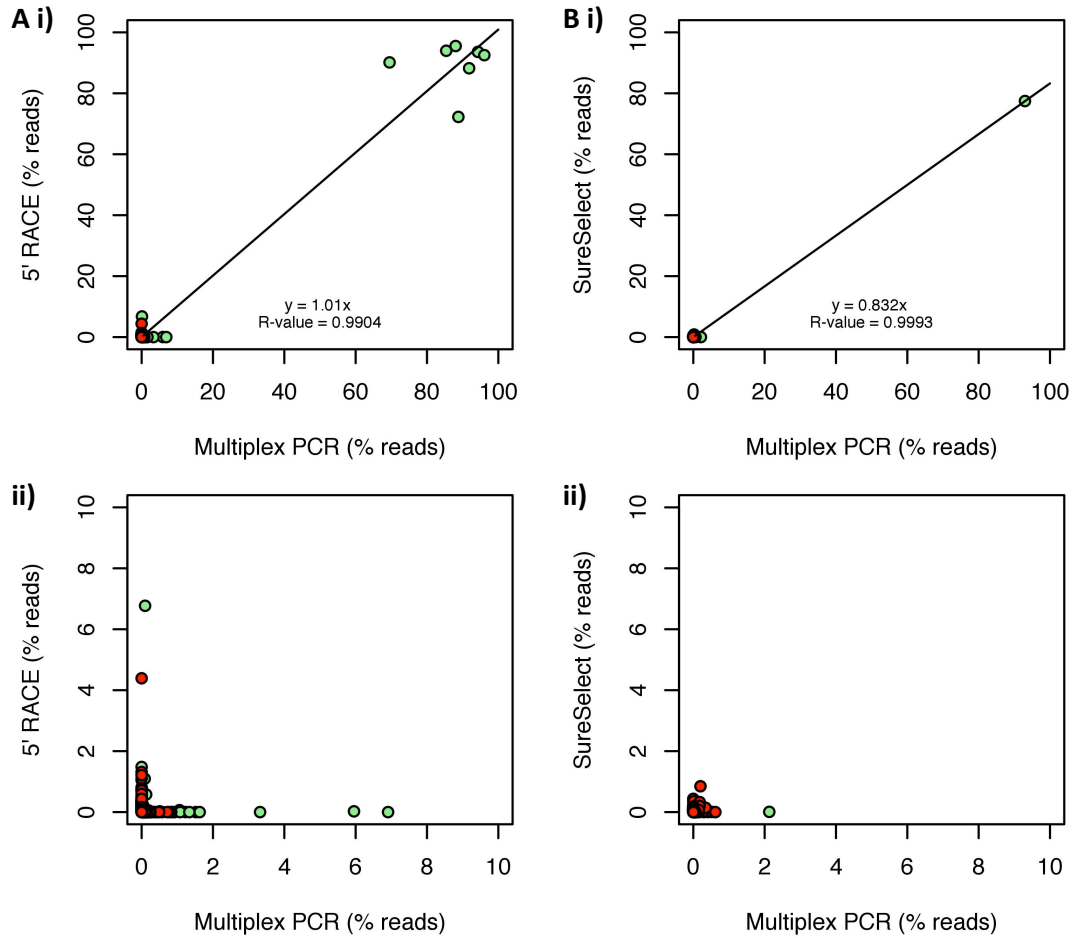 A i)
5' RACE (% reads)
100
80
60
40
20
0
y = 1.01x
R-value = 0.9904
0 20 40 60 80 100
Multiplex PCR (% reads)
B i)
SureSelect (% reads)
100
80
60
40
20
0
y = 0.832x
R-value = 0.9993
0 20 40 60 80 100
Multiplex PCR (% reads)
ii)
5' RACE (% reads)
10
8
6
4
2
0
0 2 4 6 8 10
Multiplex PCR (% reads)
ii)
SureSelect (% reads)
10
8
6
4
2
0
0 2 4 6 8 10
Multiplex PCR (% reads)